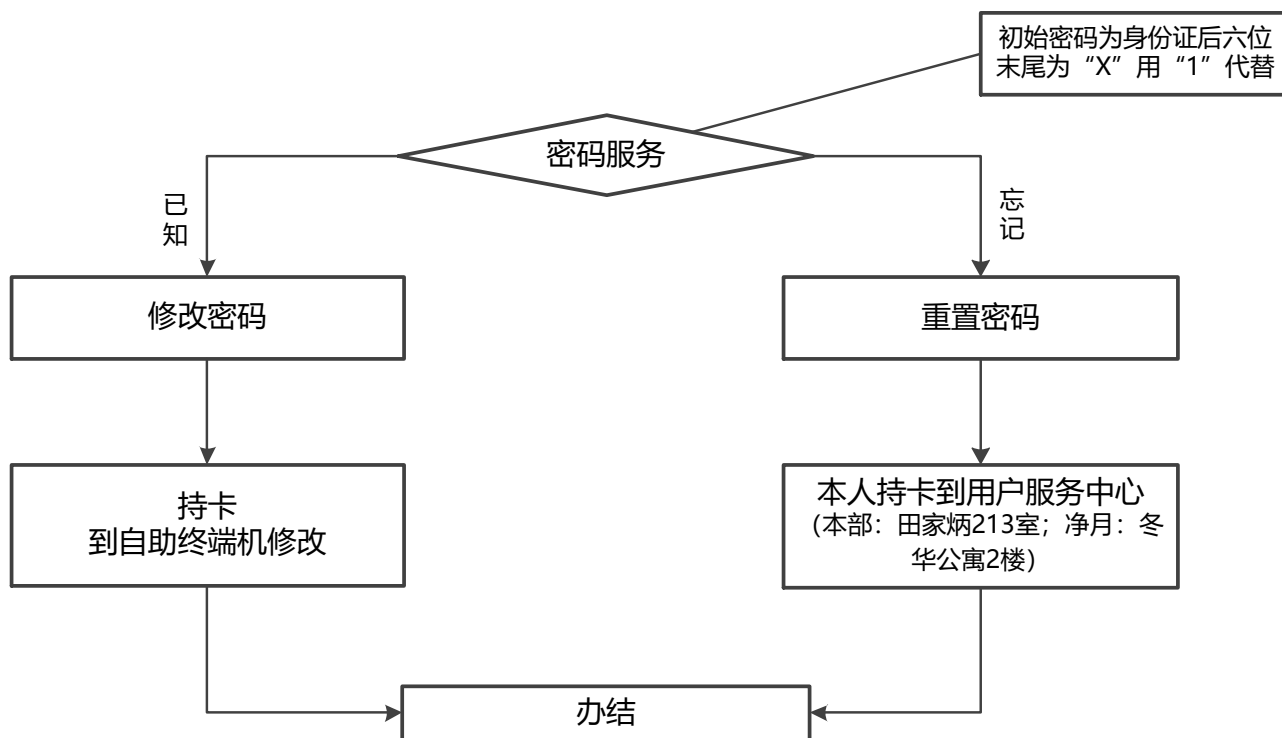 初始密码为身份证后六位
末尾为“X”用“1”代替
密码服务
已
知
忘
记
修改密码
重置密码
持卡
到自助终端机修改
本人持卡到用户服务中心
（本部：田家炳213室；净月：冬
华公寓2楼）
办结